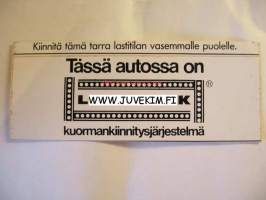 Kiinnitä tämä tarra lastitilan vasemmalle puolelle.
Tässä autossa on
WWW.JUVEKIM.FI
®
kuormankiinnitysjärjestelmä